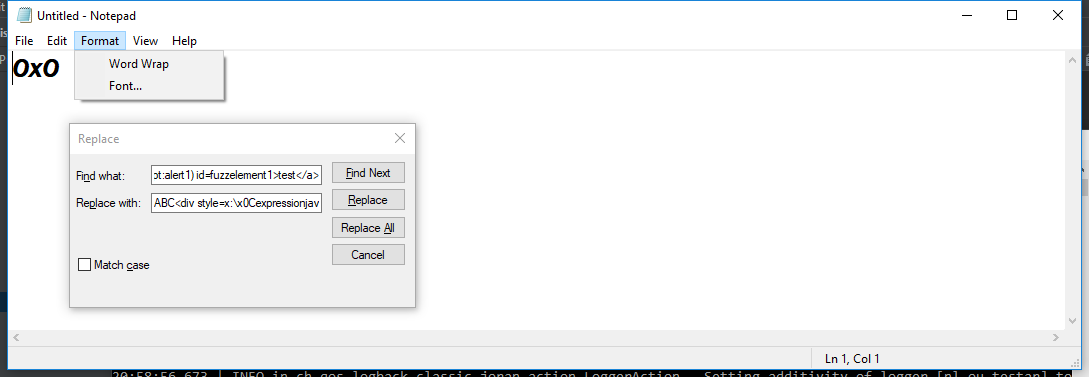 Untitled - Notepad
File Edit Format View Help
0x0
Word Wrap
Font...
Replace
Find what: pt:alert1) id=fuzzelement1>test</a> Find Next
Replace with: ABC<div style=x:\x0Cexpressionjav Replace
Replace All
Cancel
Match case
Ln 1, Col 1
20:58:56,673 | INFO in ch.qos.logback.classic.joran.action.LoggerAction - Setting additivity of logger [nl.ou.testar] to